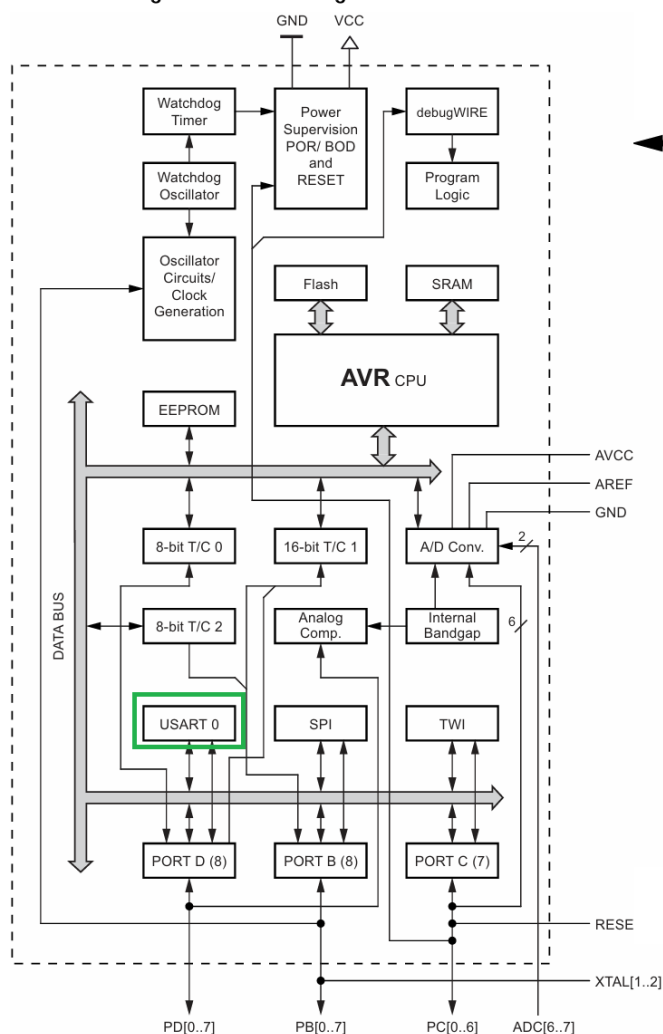 GND
VCC
Watchdog
Timer
Power
Supervision
POR/ BOD
and
RESET
debugWIRE
Watchdog
Oscillator
Program
Logic
Oscillator
Circuits/
Clock
Generation
Flash
SRAM
AVR CPU
EEPROM
AVCC
AREF
GND
8-bit T/C 0
16-bit T/C 1
A/D Conv.
2
DATA BUS
8-bit T/C 2
Analog
Comp.
Internal
Bandgap
6
USART 0
SPI
TWI
PORT D (8)
PORT B (8)
PORT C (7)
RESE
XTAL[1..2]
PD[0..7]
PB[0..7]
PC[0..6]
ADC[6..7]